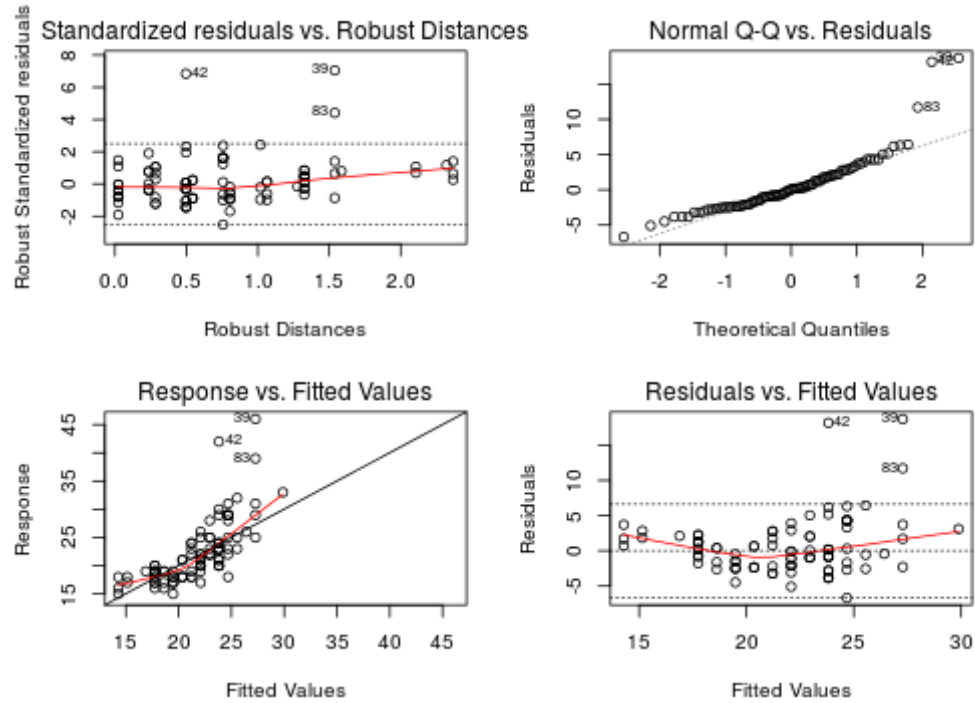 Standardized residuals vs. Robust Distances
Robust Standardized residuals
8
6
4
2
0
-2
42
39
83
0.0 0.5 1.0 1.5 2.0
Robust Distances
Normal Q-Q vs. Residuals
Residuals
10
5
0
-5
39
42
83
-2 -1 0 1 2
Theoretical Quantiles
Response vs. Fitted Values
Response
45
35
25
15
39
42
83
15 20 25 30 35 40 45
Fitted Values
Residuals vs. Fitted Values
Residuals
10
5
0
-5
42
39
83
15 20 25 30
Fitted Values